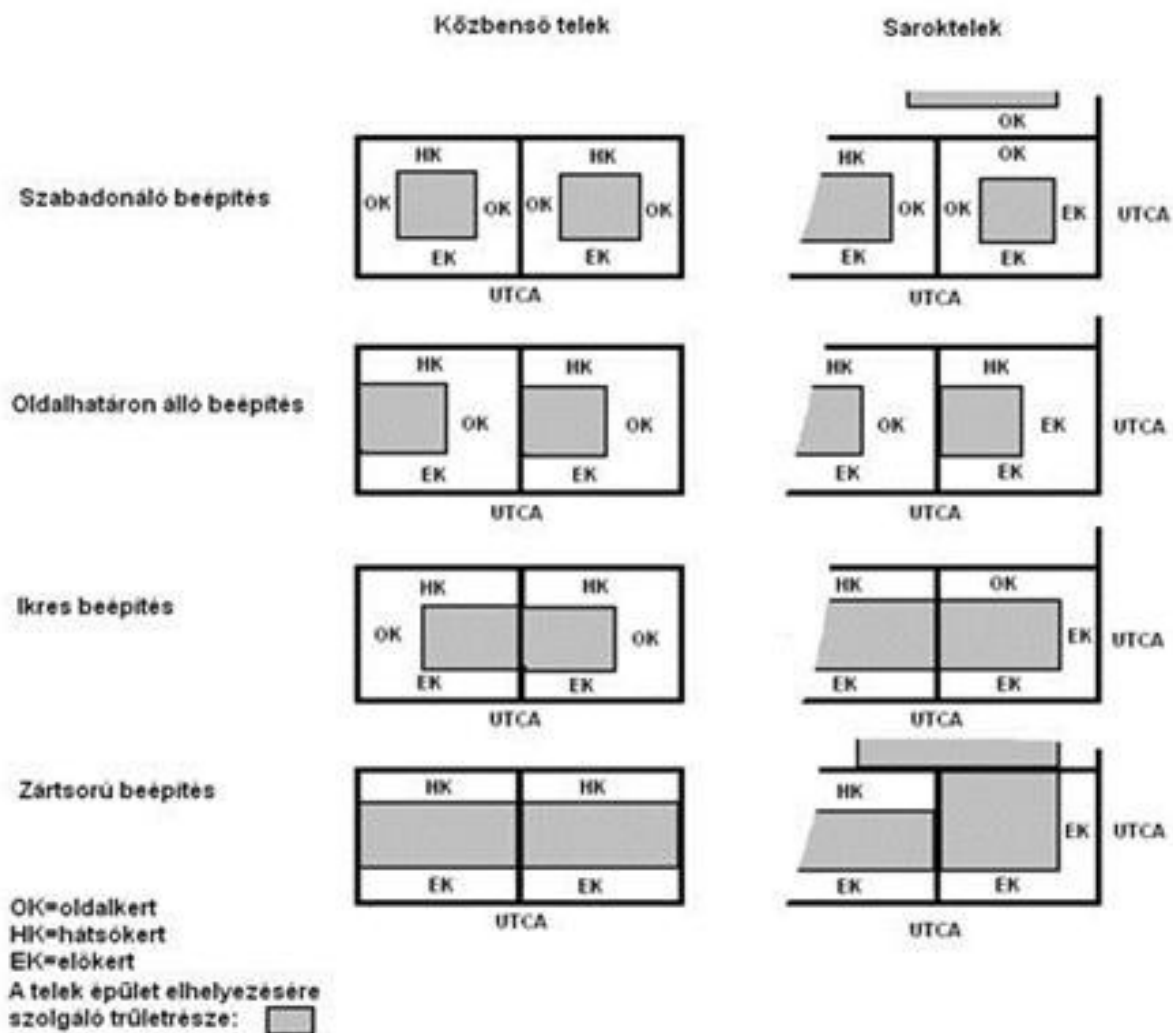 Közbenső telek Saroktelek
OK
HK HK HK OK
Szabadonáló beépítés OK OK OK OK OK OK EK UTCA
EK EK EK EK
UTCA UTCA
HK HK HK HK
Oldalhatáron álló beépítés OK OK OK EK UTCA
EK EK EK EK
UTCA UTCA
HK HK HK OK
Ikres beépítés OK OK EK UTCA
EK EK EK EK
UTCA UTCA
Zártsorú beépítés HK HK HK
EK UTCA
EK EK EK EK
UTCA UTCA
OK=oldalkert
HK=hátsókert
EK=előkert
A telek épület elhelyezésére
szolgáló trületrésze: